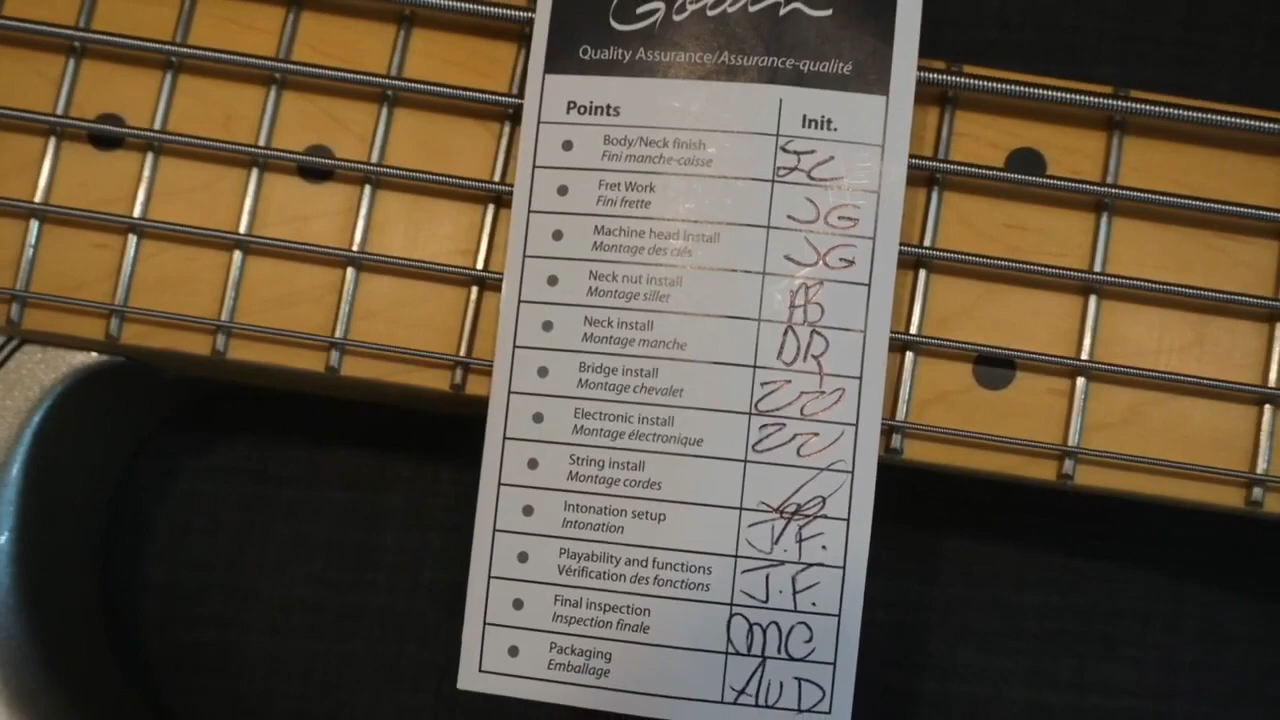 Godin
Quality Assurance/Assurance-qualité
Points Init.
Body/Neck finish
Fini manche-caisse
Fret Work JG
Fini frette
Machine head install JG
Montage des clés
Neck nut install AB
Montage sillet
Neck install DR
Montage manche
Bridge install
Montage chevalet
Electronic install
Montage électronique
String install
Montage cordes
Intonation setup J.F.
Intonation
Playability and functions J.F.
Vérification des fonctions
Final inspection
Inspection finale
Packaging AUD
Emballage